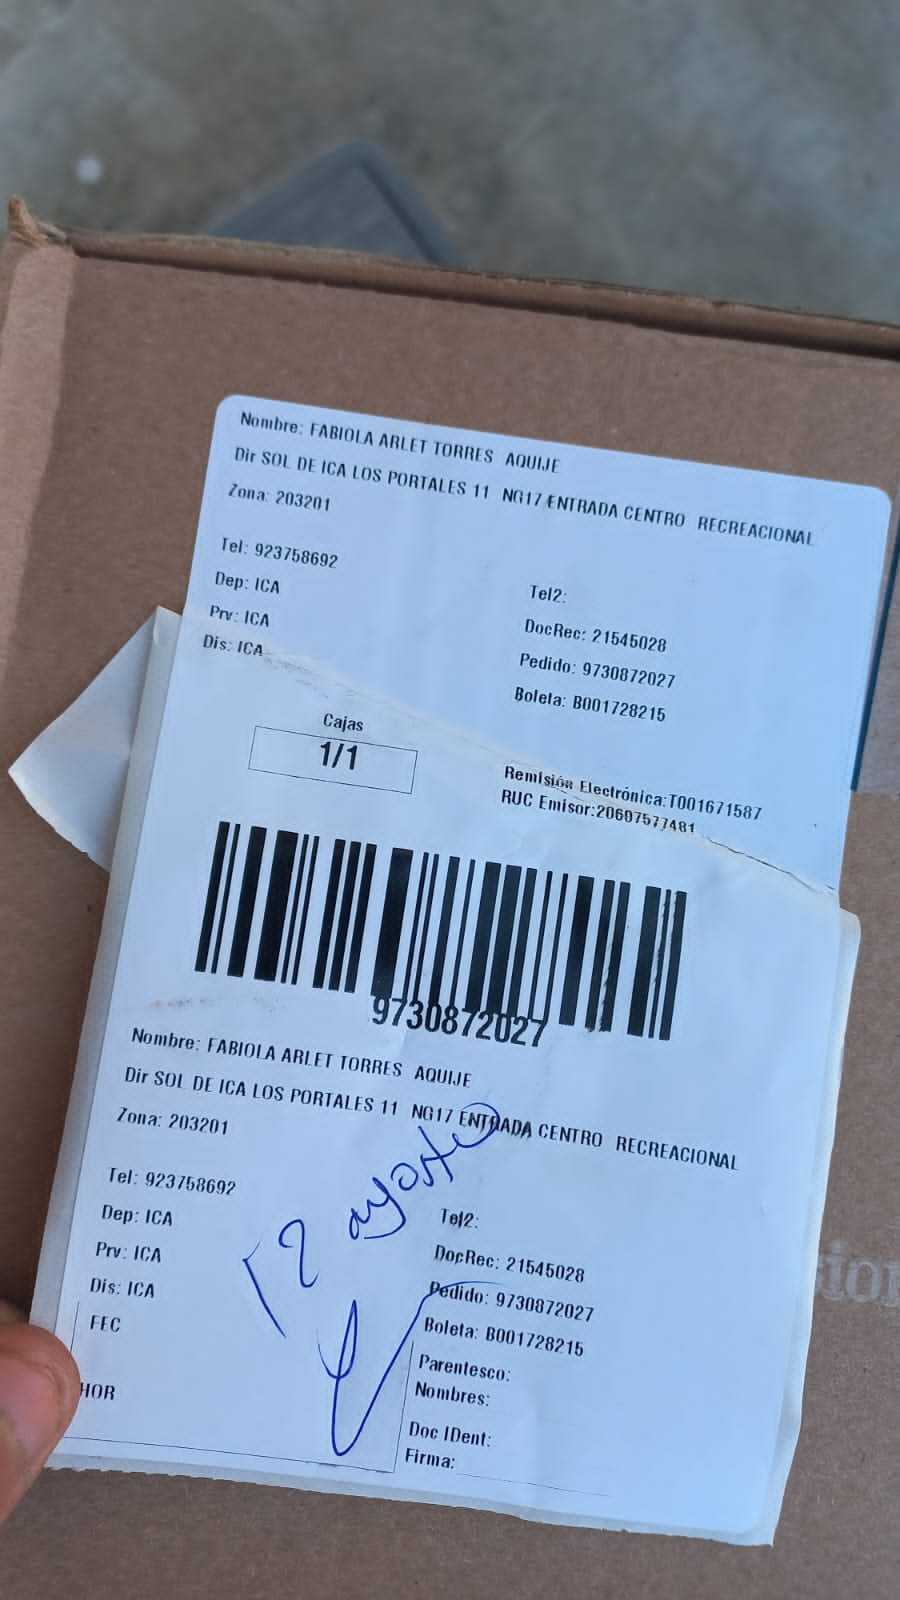 Nombre: FABIOLA ARLET TORRES AQUIJE
Dir SOL DE ICA LOS PORTALES 11 NG17 ENTRADA CENTRO RECREACIONAL
Zona: 203201
Tel: 923758692
Dep: ICA
Prv: ICA
Dis: ICA
Tel2:
DocRec: 21545028
Pedido: 9730872027
Boleta: B001728215
Cajas
1/1
Remisión Electrónica:T001671587
RUC Emisor:20607577481
9730872027
Nombre: FABIOLA ARLET TORRES AQUIJE
Dir SOL DE ICA LOS PORTALES 11 NG17 ENTRADA CENTRO RECREACIONAL
Zona: 203201
Tel: 923758692
Dep: ICA
Prv: ICA
Dis: ICA
FEC
HOR
12 agosto
Tel2:
DocRec: 21545028
Pedido: 9730872027
Boleta: B001728215
Parentesco:
Nombres:
Doc IDent:
Firma: